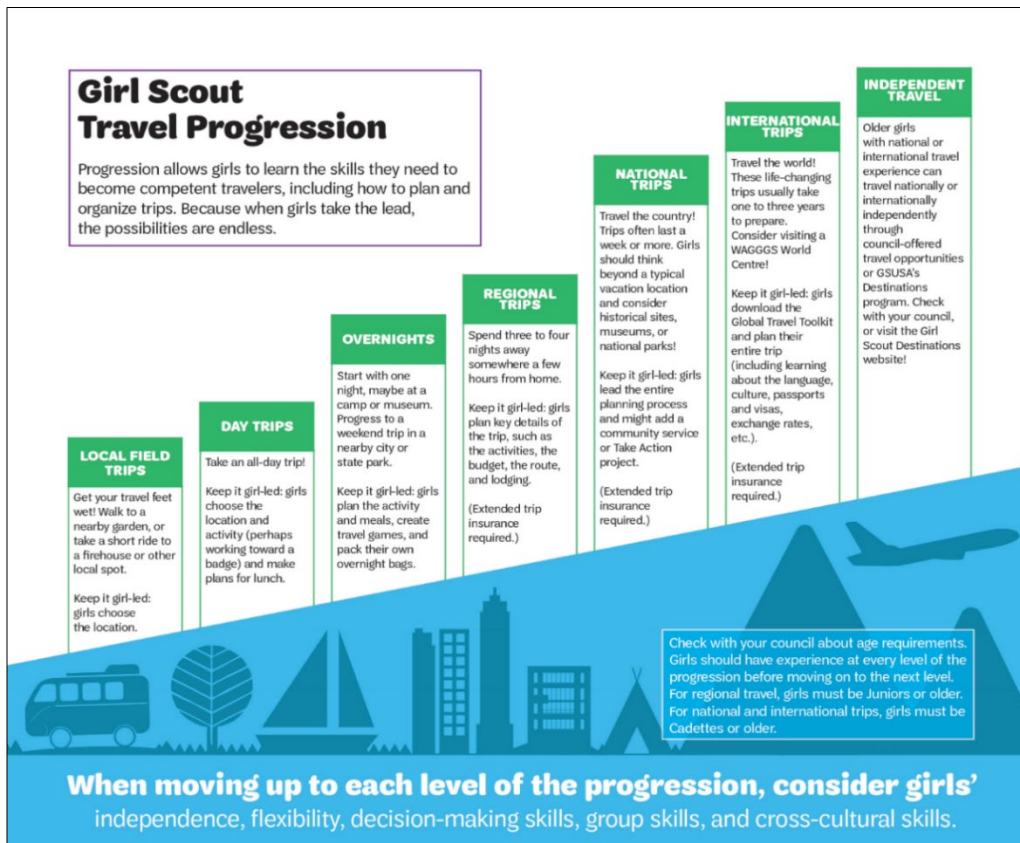 Girl Scout
Travel Progression
Progression allows girls to learn the skills they need to
become competent travelers, including how to plan and
organize trips. Because when girls take the lead,
the possibilities are endless.
LOCAL FIELD
TRIPS
Get your travel feet
wet! Walk to a
nearby garden, or
take a short ride to
a firehouse or other
local spot.
Keep it girl-led:
girls choose
the location.
DAY TRIPS
Take an all-day trip!
Keep it girl-led: girls
choose the
location and
activity (perhaps
working toward a
badge) and make
plans for lunch.
OVERNIGHTS
Start with one
night, maybe at a
camp or museum.
Progress to a
weekend trip in a
nearby city or
state park.
Keep it girl-led: girls
plan the activity
and meals, create
travel games, and
pack their own
overnight bags.
REGIONAL
TRIPS
Spend three to four
nights away
somewhere a few
hours from home.
Keep it girl-led: girls
plan key details of
the trip, such as
the activities, the
budget, the route,
and lodging.
(Extended trip
insurance
required.)
NATIONAL
TRIPS
Travel the country!
Trips often last a
week or more. Girls
should think
beyond a typical
vacation location
and consider
historical sites,
museums, or
national parks!
Keep it girl-led: girls
lead the entire
planning process
and might add a
community service
or Take Action
project.
(Extended trip
insurance
required.)
INTERNATIONAL
TRIPS
Travel the world!
These life-changing
trips usually take
one to three years
to prepare.
Consider visiting a
WAGGGS World
Centre!
Keep it girl-led: girls
download the
Global Travel Toolkit
and plan their
entire trip
(including learning
about the language,
culture, passports
and visas,
exchange rates,
etc.).
(Extended trip
insurance
required.)
INDEPENDENT
TRAVEL
Older girls
with national or
international travel
experience can
travel nationally or
internationally
independently
through
council-offered
travel opportunities
or GSUSA's
Destinations
program. Check
with your council,
or visit the Girl
Scout Destinations
website!
Check with your council about age requirements.
Girls should have experience at every level of the
progression before moving on to the next level.
For regional travel, girls must be Juniors or older.
For national and international trips, girls must be
Cadettes or older.
When moving up to each level of the progression, consider girls'
independence, flexibility, decision-making skills, group skills, and cross-cultural skills.